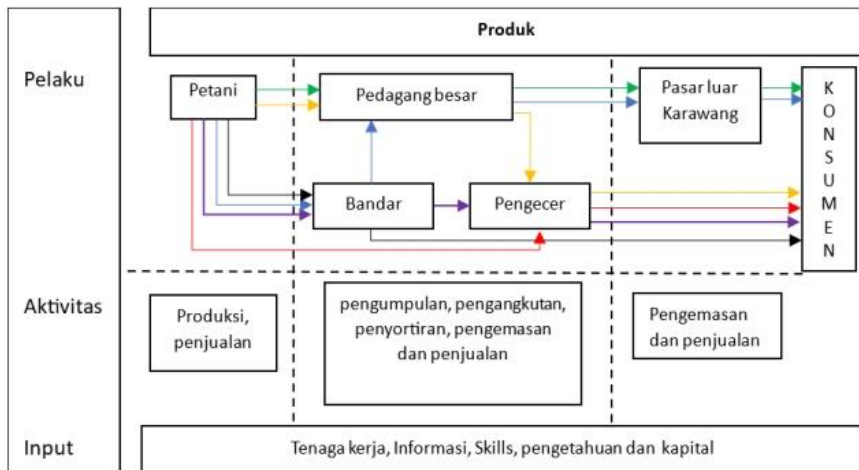 Produk
Pelaku
Petani
Pedagang besar
Pasar luar
Karawang
KONSUMEN
Bandar
Pengecer
Aktivitas
Produksi,
penjualan
pengumpulan, pengangkutan,
penyortiran, pengemasan
dan penjualan
Pengemasan
dan penjualan
Input
Tenaga kerja, Informasi, Skills, pengetahuan dan kapital